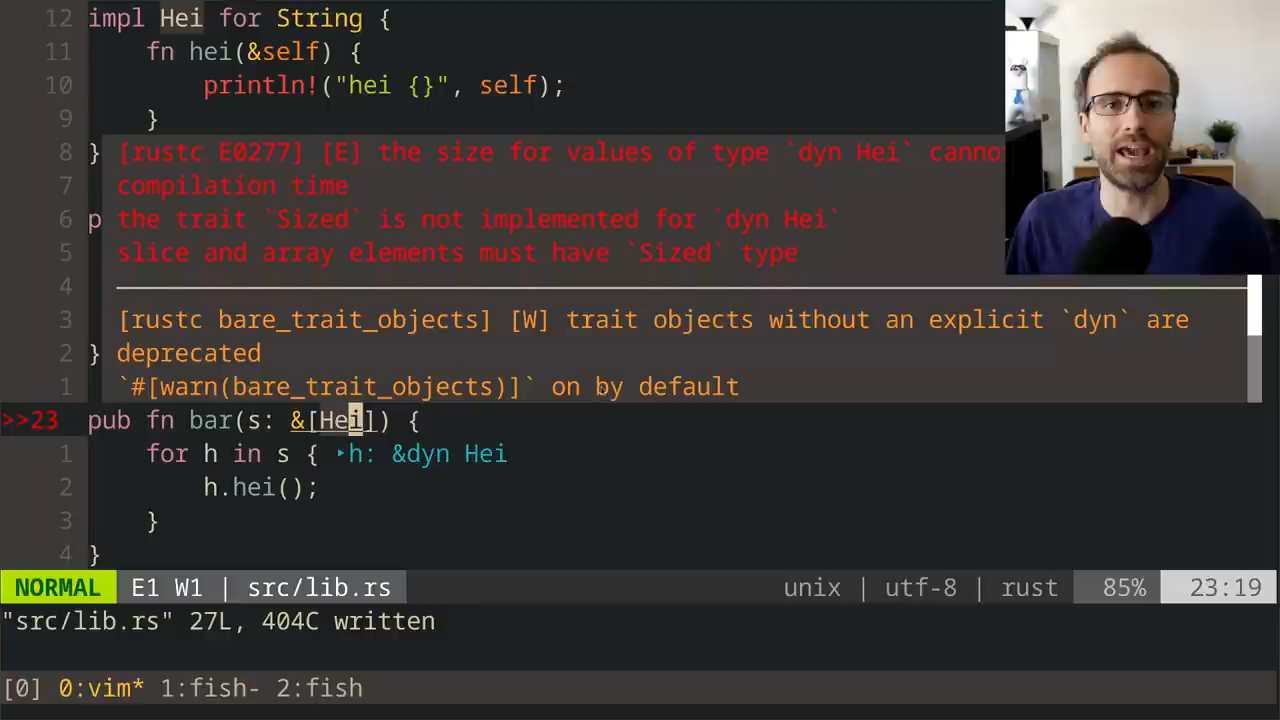 12 impl Hei for String {
11 fn hei(&self) {
10 println!("hei {}", self);
9 }
8 } [rustc E0277] [E] the size for values of type `dyn Hei` canno
7 compilation time
6 p the trait `Sized` is not implemented for `dyn Hei`
5 slice and array elements must have `Sized` type
4
3 [rustc bare_trait_objects] [W] trait objects without an explicit `dyn` are
2 } deprecated
1 `#[warn(bare_trait_objects)]` on by default
>>23 pub fn bar(s: &[Hei]) {
1 for h in s { ‣h: &dyn Hei
2 h.hei();
3 }
4 }
NORMAL E1 W1 | src/lib.rs unix | utf-8 | rust 85% 23:19
"src/lib.rs" 27L, 404C written
[0] 0:vim* 1:fish- 2:fish